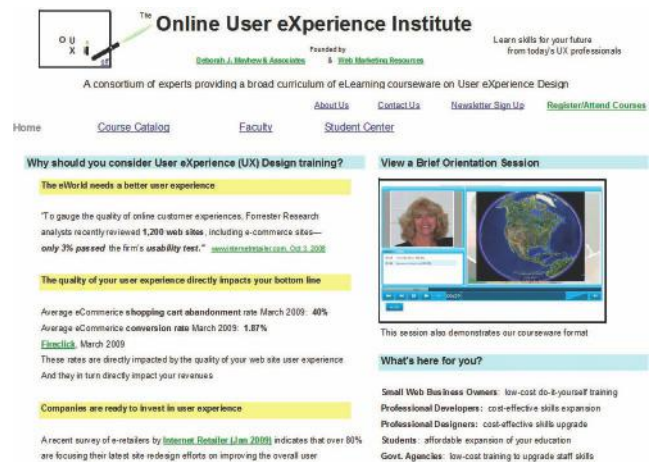 O U
X
The Online User eXperience Institute
Founded by
Deborah J. Mayhew & Associates & Web Marketing Resources
Learn skills for your future
from today's UX professionals
A consortium of experts providing a broad curriculum of eLearning courseware on User eXperience Design
About Us Contact Us Newsletter Sign Up Register/Attend Courses
Home Course Catalog Faculty Student Center
Why should you consider User eXperience (UX) Design training?
The eWorld needs a better user experience
"To gauge the quality of online customer experiences, Forrester Research
analysts recently reviewed 1,200 web sites, including e-commerce sites—
only 3% passed the firm's usability test." www.internetretailer.com, Oct 3, 2008
The quality of your user experience directly impacts your bottom line
Average eCommerice shopping cart abandonment rate March 2009: 40%
Average eCommerice conversion rate March 2009: 1.87%
Fireclick, March 2009
These rates are directly impacted by the quality of your web site user experience
And they in turn directly impact your revenues
Companies are ready to invest in user experience
A recent survey of e-retailers by Internet Retailer (Jan 2009) indicates that over 80%
are focusing their latest site redesign efforts on improving the overall user
View a Brief Orientation Session
This session also demonstrates our courseware format
What's here for you?
Small Web Business Owners: low-cost do-it-yourself training
Professional Developers: cost-effective skills expansion
Professional Designers: cost-effective skills upgrade
Students: affordable expansion of your education
Govt. Agencies: low-cost training to upgrade staff skills